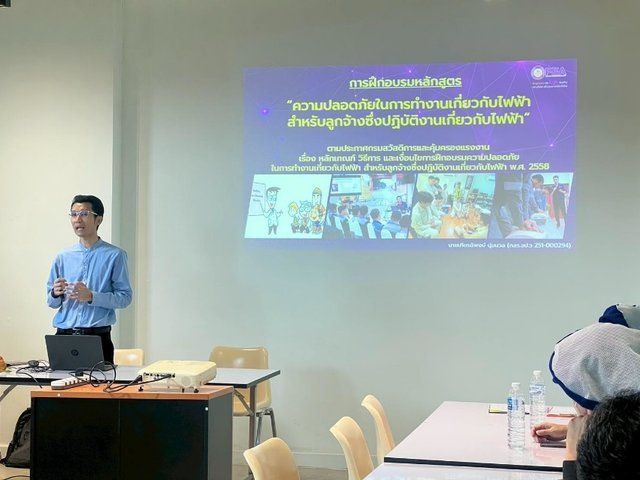 การฝึกอบรมหลักสูตร
“ความปลอดภัยในการทำงานเกี่ยวกับไฟฟ้า
สำหรับลูกจ้างซึ่งปฏิบัติงานเกี่ยวกับไฟฟ้า”
ตามประกาศกรมสวัสดิการและคุ้มครองแรงงาน
เรื่อง หลักเกณฑ์ วิธีการ และเงื่อนไขการฝึกอบรมความปลอดภัย
ในการทำงานเกี่ยวกับไฟฟ้า สำหรับลูกจ้างซึ่งปฏิบัติงานเกี่ยวกับไฟฟ้า พ.ศ. 2558